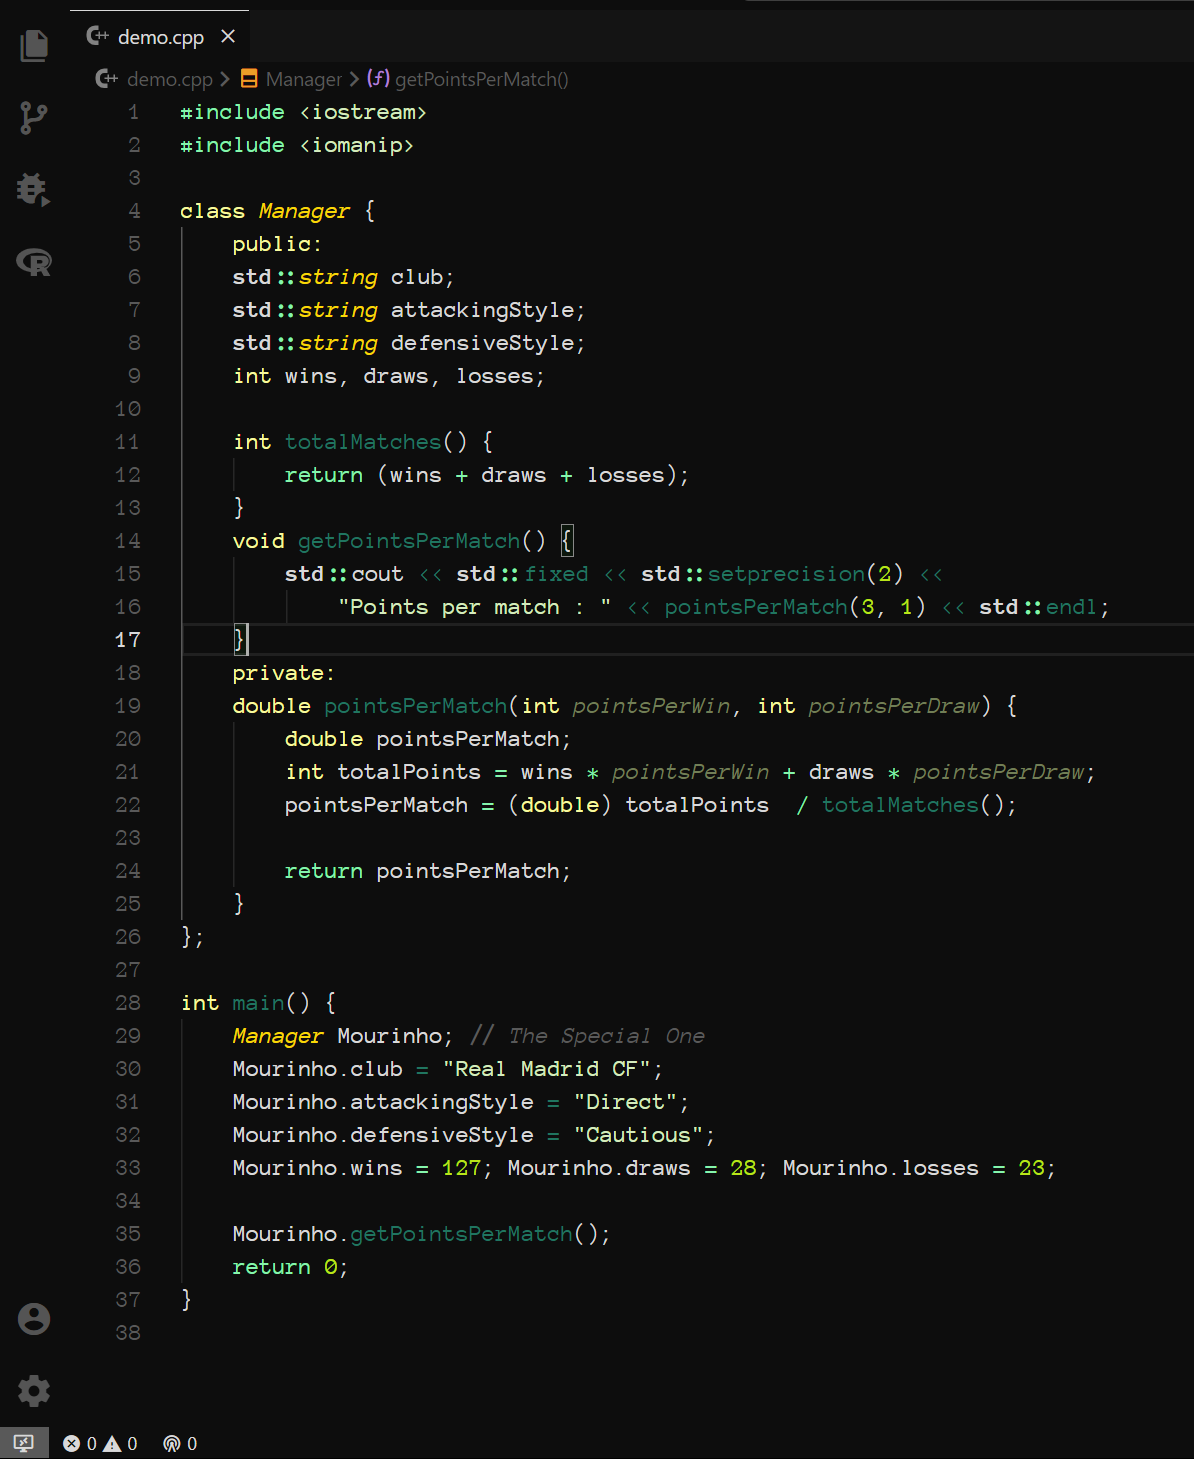 demo.cpp
demo.cpp > Manager > getPointsPerMatch()
1 #include <iostream>
2 #include <iomanip>
3
4 class Manager {
5     public:
6     std::string club;
7     std::string attackingStyle;
8     std::string defensiveStyle;
9     int wins, draws, losses;
10
11     int totalMatches() {
12         return (wins + draws + losses);
13     }
14     void getPointsPerMatch() {
15         std::cout << std::fixed << std::setprecision(2) <<
16             "Points per match : " << pointsPerMatch(3, 1) << std::endl;
17     }
18     private:
19     double pointsPerMatch(int pointsPerWin, int pointsPerDraw) {
20         double pointsPerMatch;
21         int totalPoints = wins * pointsPerWin + draws * pointsPerDraw;
22         pointsPerMatch = (double) totalPoints  / totalMatches();
23
24         return pointsPerMatch;
25     }
26 };
27
28 int main() {
29     Manager Mourinho; // The Special One
30     Mourinho.club = "Real Madrid CF";
31     Mourinho.attackingStyle = "Direct";
32     Mourinho.defensiveStyle = "Cautious";
33     Mourinho.wins = 127; Mourinho.draws = 28; Mourinho.losses = 23;
34
35     Mourinho.getPointsPerMatch();
36     return 0;
37 }
38
0 0 0